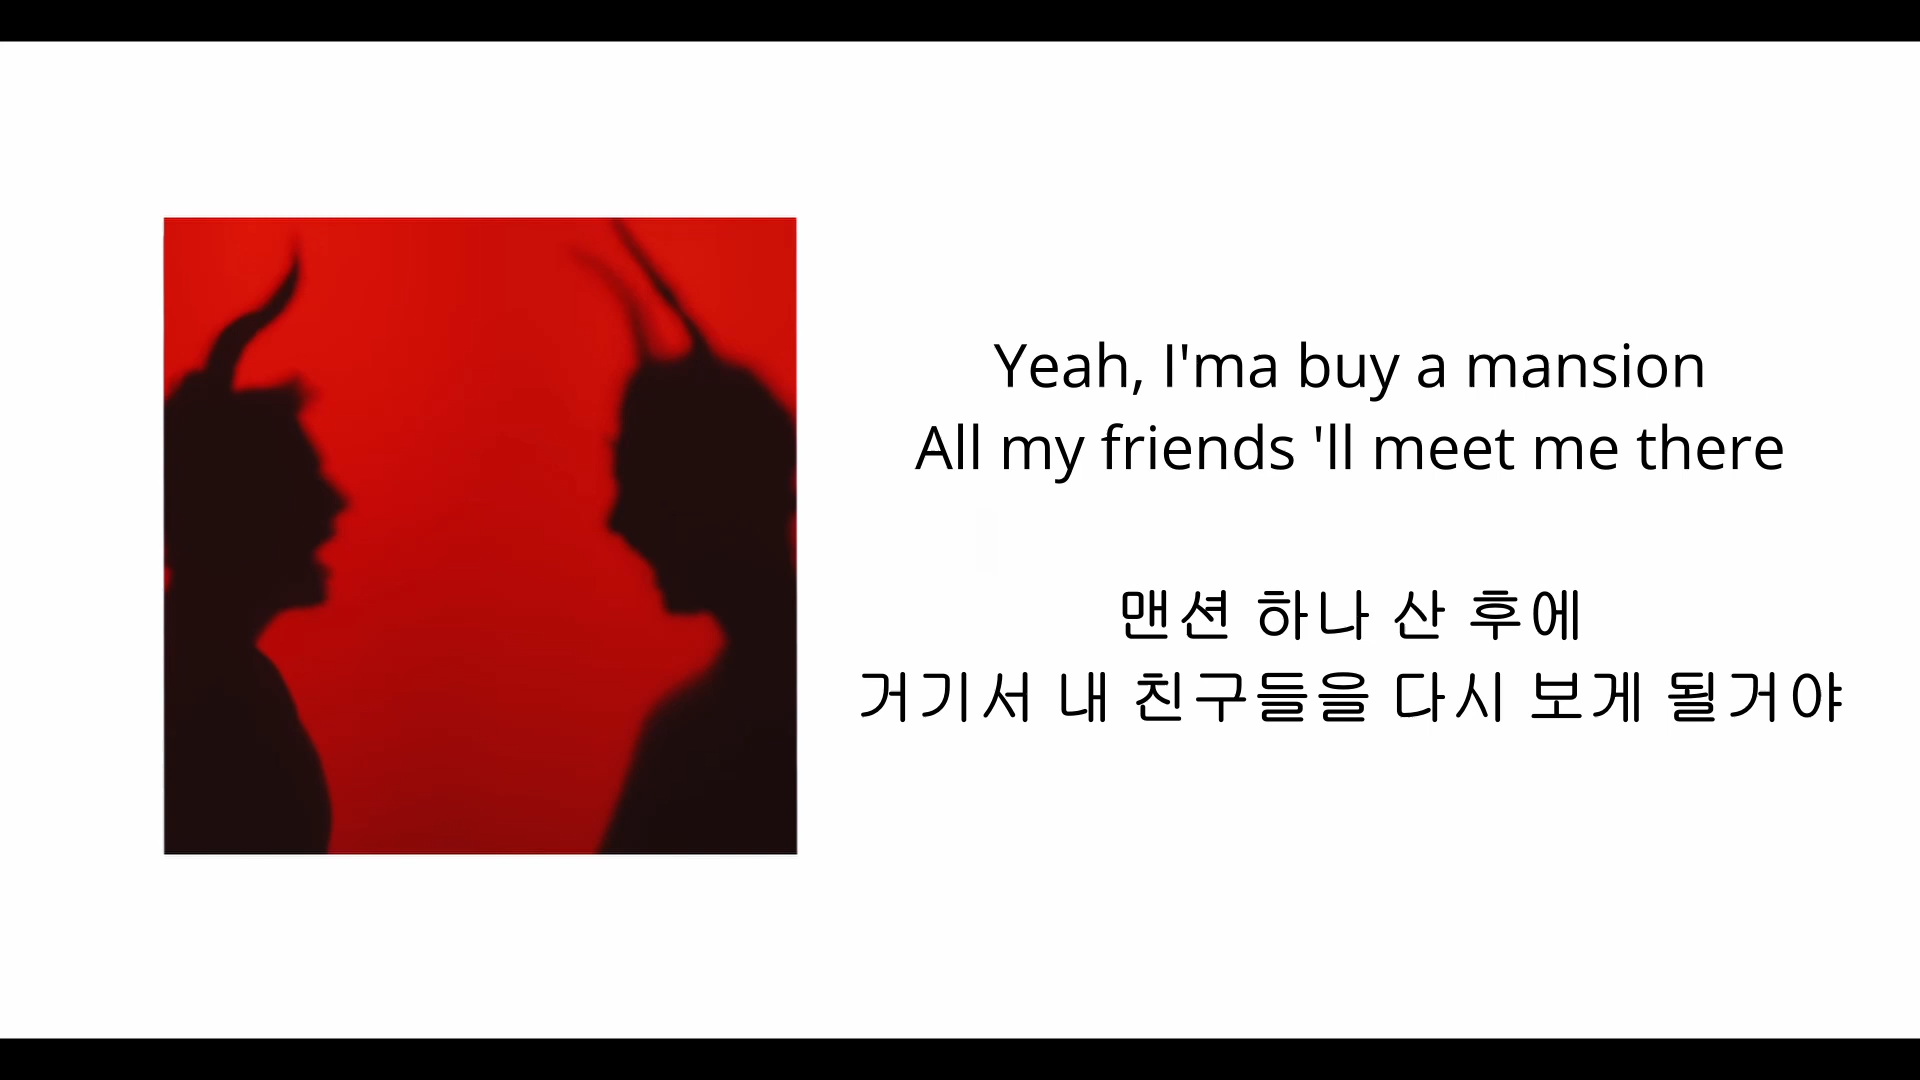 Yeah, I'ma buy a mansion
All my friends 'll meet me there
맨션 하나 산 후에
거기서 내 친구들을 다시 보게 될거야